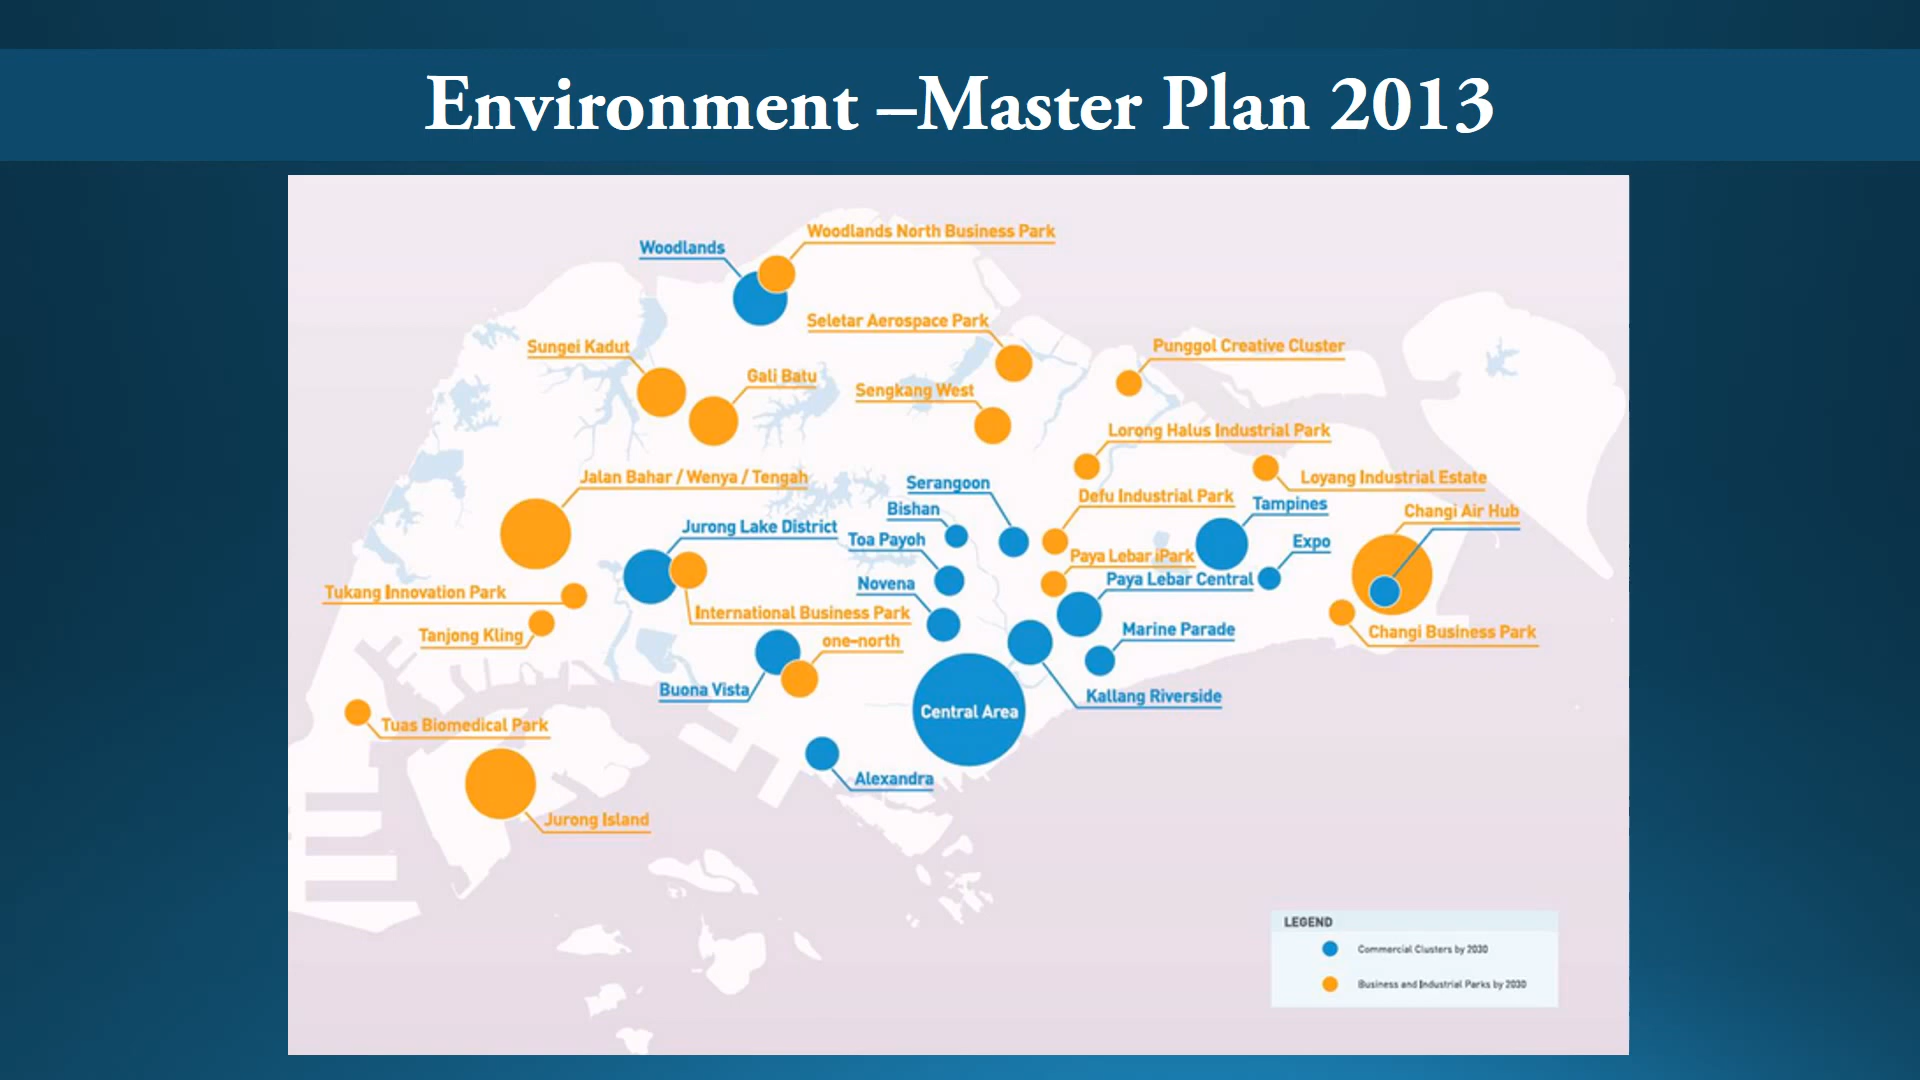 Environment –Master Plan 2013
Woodlands North Business Park
Woodlands
Seletar Aerospace Park
Sungei Kadut
Punggol Creative Cluster
Gali Batu
Sengkang West
Lorong Halus Industrial Park
Jalan Bahar / Wenya / Tengah
Loyang Industrial Estate
Serangoon
Defu Industrial Park
Tampines
Bishan
Changi Air Hub
Jurong Lake District
Toa Payoh
Expo
Paya Lebar iPark
Paya Lebar Central
Novena
Tukang Innovation Park
International Business Park
Tanjong Kling
one-north
Marine Parade
Changi Business Park
Buona Vista
Kallang Riverside
Central Area
Tuas Biomedical Park
Alexandra
Jurong Island
LEGEND
Commercial Clusters by 2030
Business and Industrial Parks by 2030